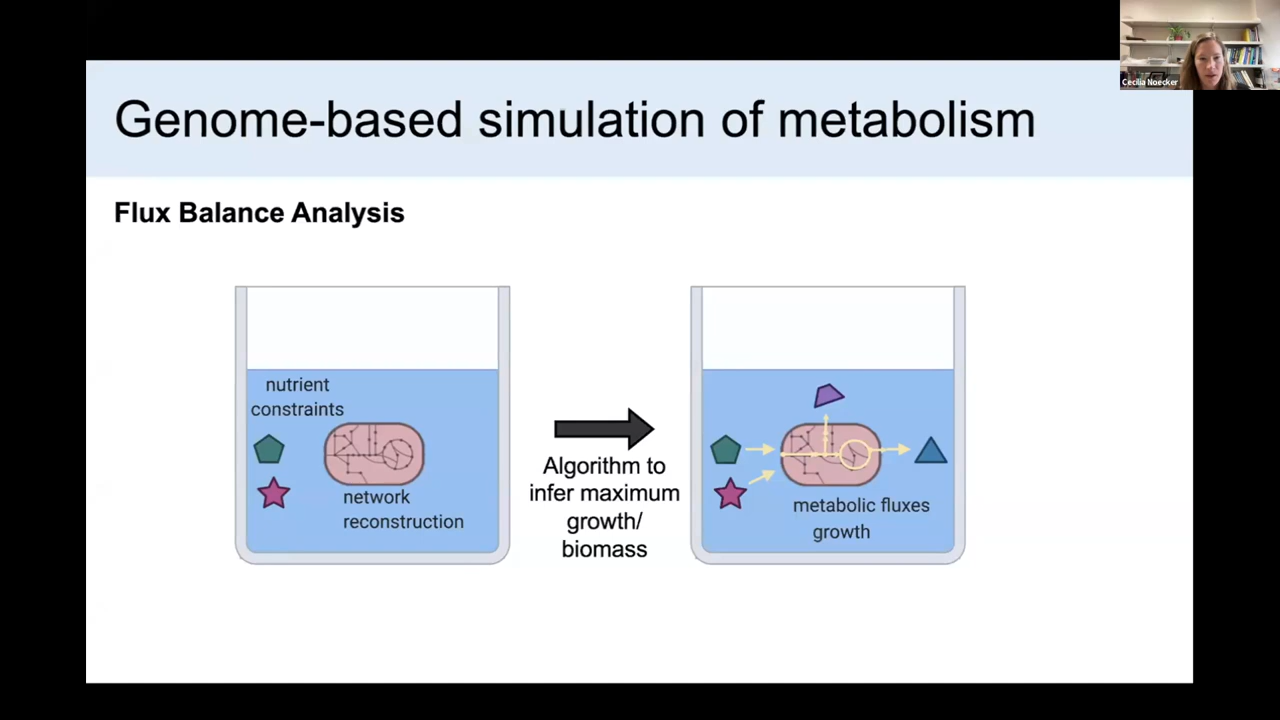 Cecilia Noecker
Genome-based simulation of metabolism
Flux Balance Analysis
nutrient
constraints
network
reconstruction
Algorithm to
infer maximum
growth/
biomass
metabolic fluxes
growth